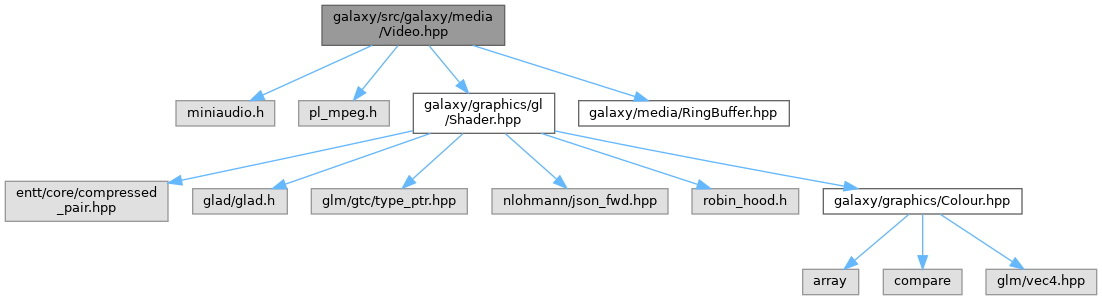 galaxy/src/galaxy/media
/Video.hpp
miniaudio.h
pl_mpeg.h
galaxy/graphics/gl
/Shader.hpp
galaxy/media/RingBuffer.hpp
entt/core/compressed
_pair.hpp
glad/glad.h
glm/gtc/type_ptr.hpp
nlohmann/json_fwd.hpp
robin_hood.h
galaxy/graphics/Colour.hpp
array
compare
glm/vec4.hpp